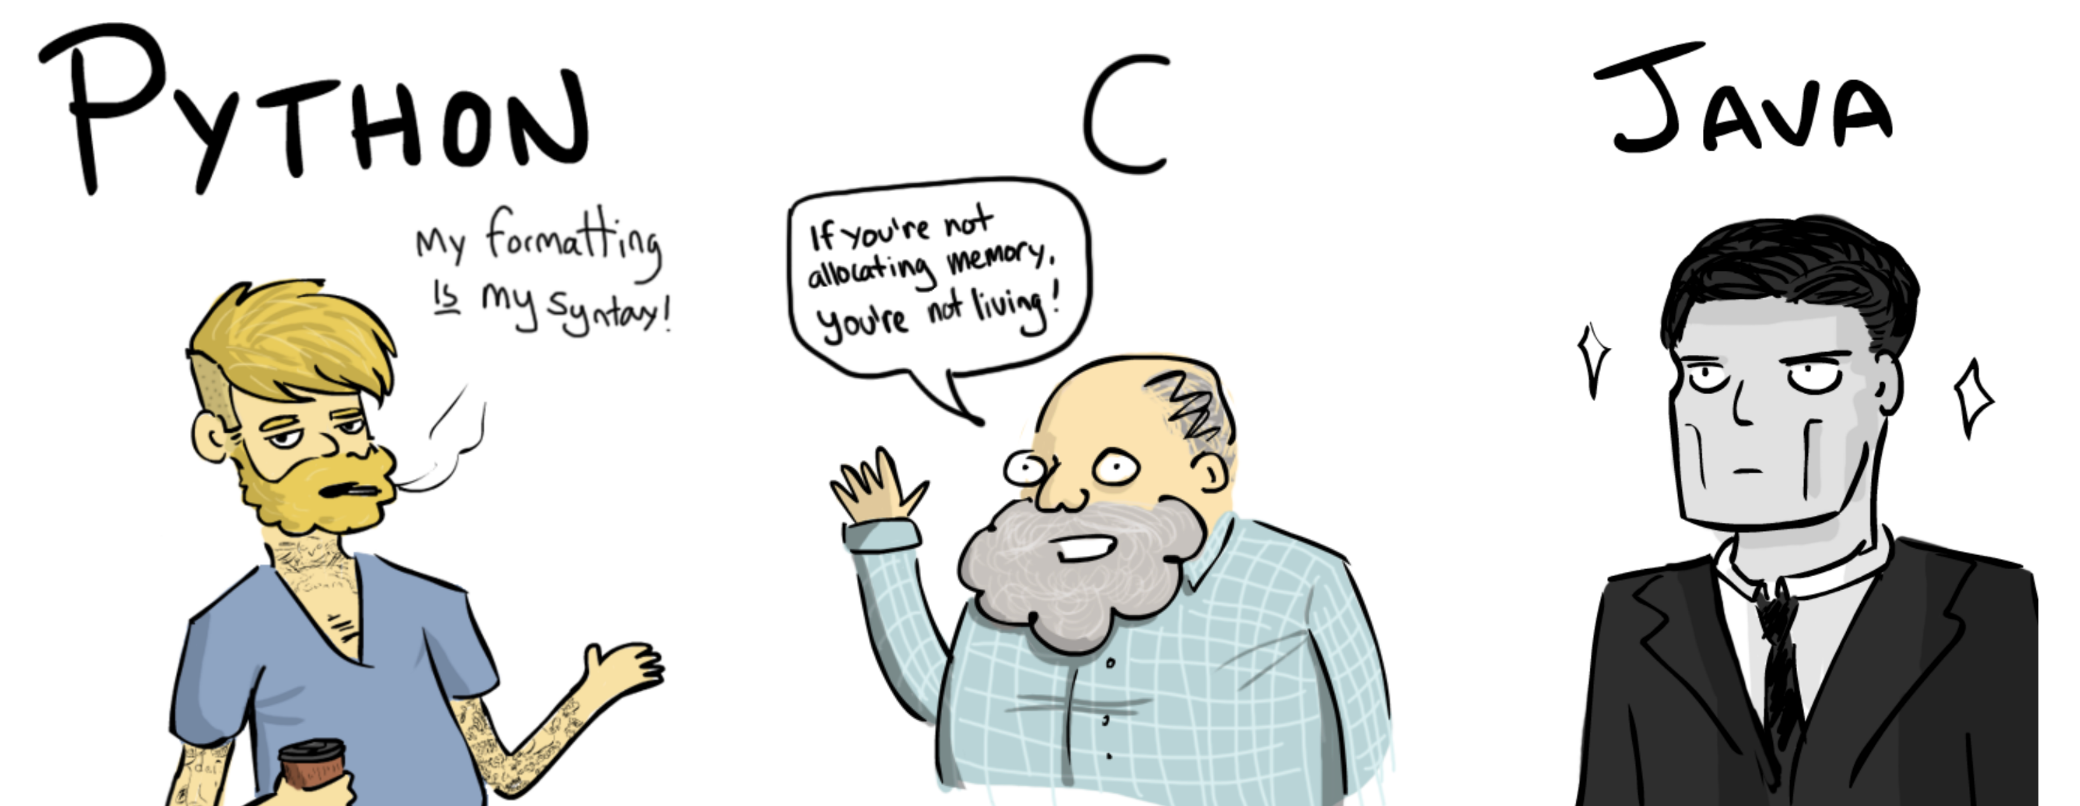 PYTHON
My formatting
Is my syntax!
C
If you're not
allocating memory,
you're not living!
JAVA